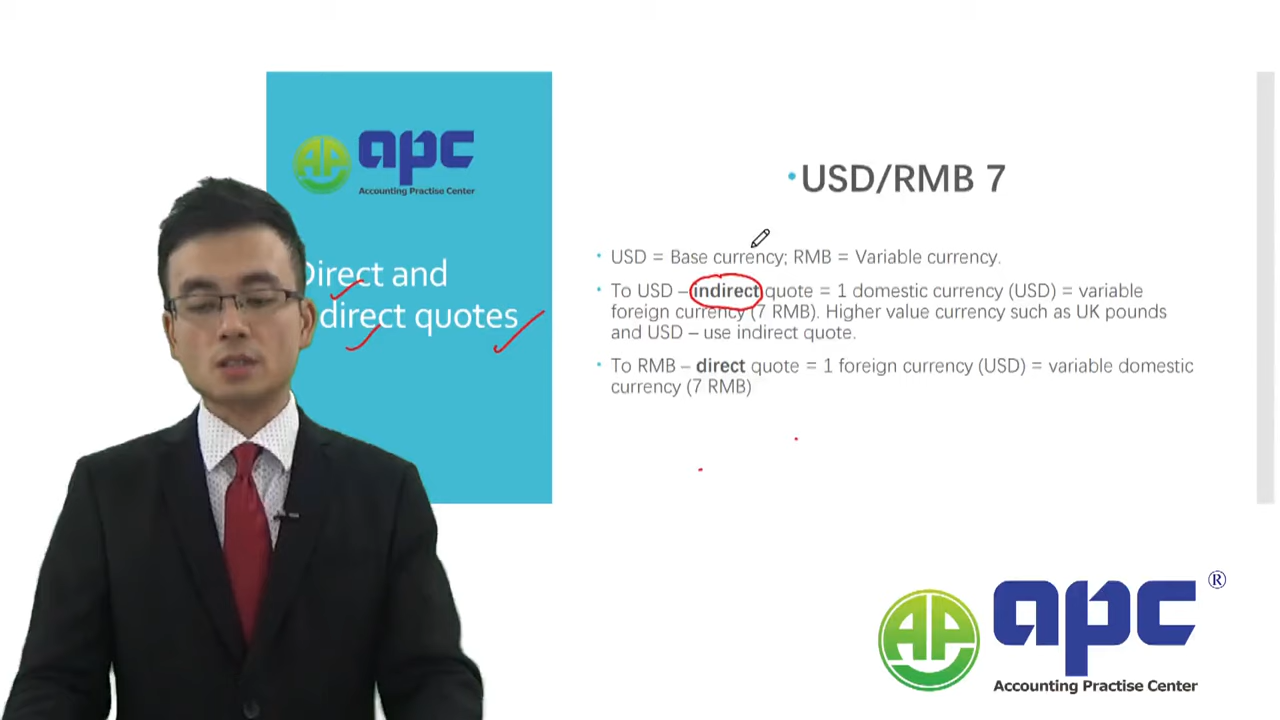 apc
Accounting Practise Center
Direct and
direct quotes
•USD/RMB 7
• USD = Base currency; RMB = Variable currency.
• To USD – indirect quote = 1 domestic currency (USD) = variable
foreign currency (7 RMB). Higher value currency such as UK pounds
and USD – use indirect quote.
• To RMB – direct quote = 1 foreign currency (USD) = variable domestic
currency (7 RMB)
AP apc ®
Accounting Practise Center